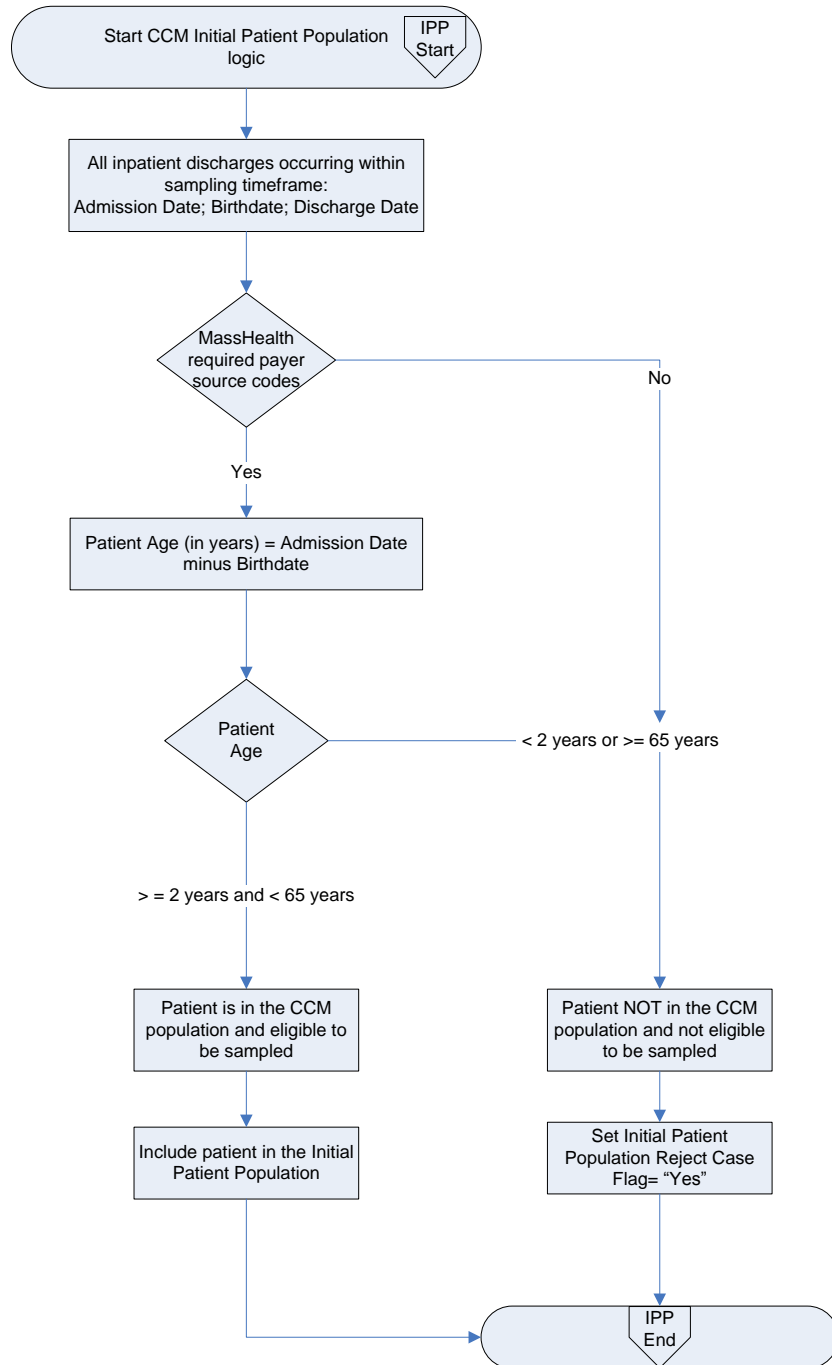 Start CCM Initial Patient Population
logic
IPP
Start
All inpatient discharges occurring within
sampling timeframe:
Admission Date; Birthdate; Discharge Date
MassHealth
required payer
source codes
No
Yes
Patient Age (in years) = Admission Date
minus Birthdate
Patient
Age
< 2 years or >= 65 years
> = 2 years and < 65 years
Patient is in the CCM
population and eligible to
be sampled
Patient NOT in the CCM
population and not eligible
to be sampled
Include patient in the Initial
Patient Population
Set Initial Patient
Population Reject Case
Flag= “Yes”
IPP
End